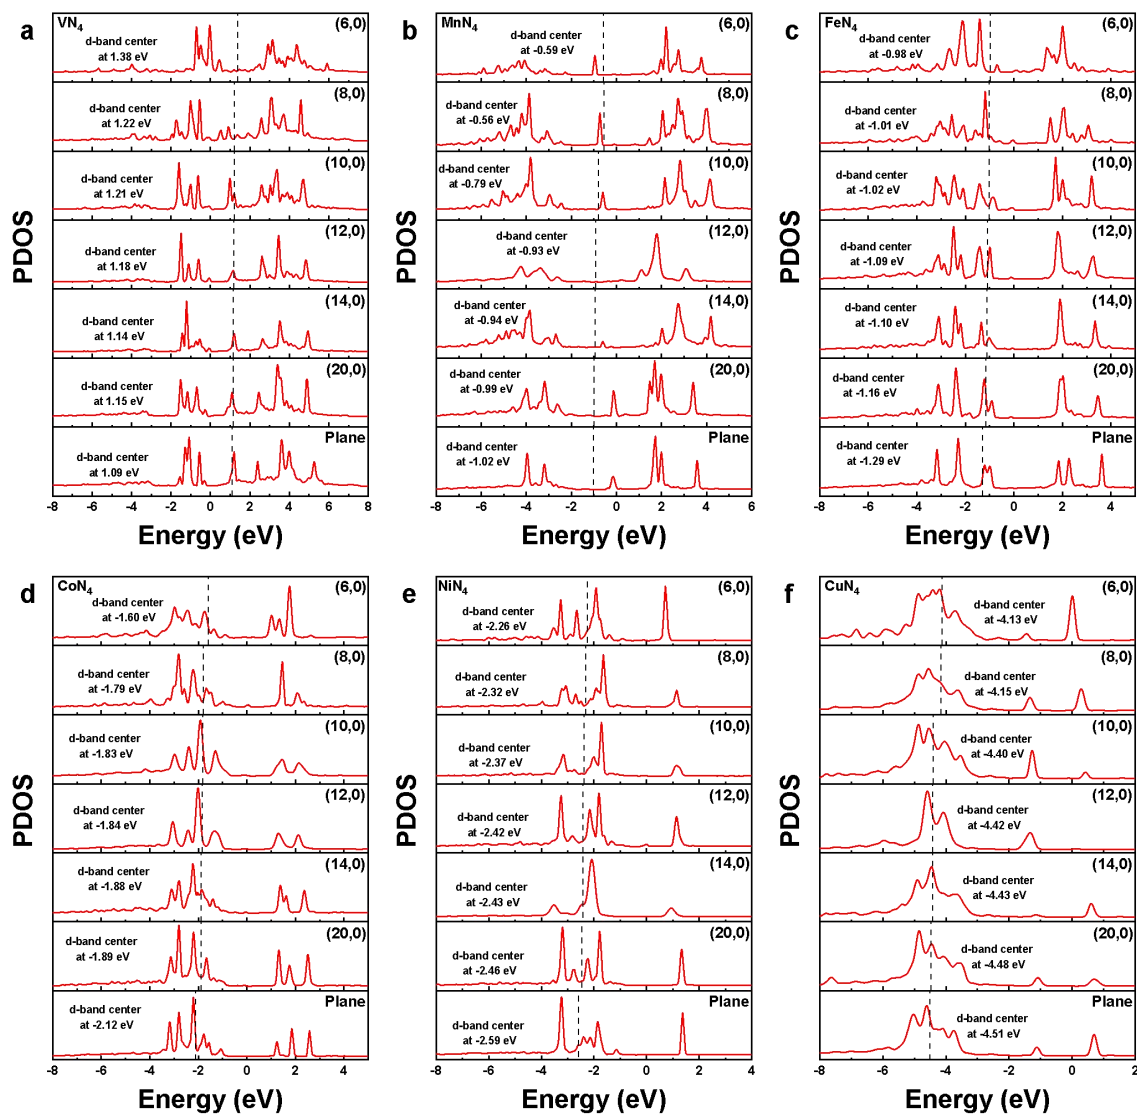 a
VN4
(6,0)
d-band center
at 1.38 eV
(8,0)
d-band center
at 1.22 eV
(10,0)
d-band center
at 1.21 eV
(12,0)
d-band center
at 1.18 eV
(14,0)
d-band center
at 1.14 eV
(20,0)
d-band center
at 1.15 eV
Plane
d-band center
at 1.09 eV
PDOS
-8 -6 -4 -2 0 2 4 6 8
Energy (eV)
b
MnN4
(6,0)
d-band center
at -0.59 eV
(8,0)
d-band center
at -0.56 eV
(10,0)
d-band center
at -0.79 eV
(12,0)
d-band center
at -0.93 eV
(14,0)
d-band center
at -0.94 eV
(20,0)
d-band center
at -0.99 eV
Plane
d-band center
at -1.02 eV
PDOS
-8 -6 -4 -2 0 2 4 6
Energy (eV)
c
FeN4
(6,0)
d-band center
at -0.98 eV
(8,0)
d-band center
at -1.01 eV
(10,0)
d-band center
at -1.02 eV
(12,0)
d-band center
at -1.09 eV
(14,0)
d-band center
at -1.10 eV
(20,0)
d-band center
at -1.16 eV
Plane
d-band center
at -1.29 eV
PDOS
-8 -6 -4 -2 0 2 4
Energy (eV)
d
CoN4
(6,0)
d-band center
at -1.60 eV
(8,0)
d-band center
at -1.79 eV
(10,0)
d-band center
at -1.83 eV
(12,0)
d-band center
at -1.84 eV
(14,0)
d-band center
at -1.88 eV
(20,0)
d-band center
at -1.89 eV
Plane
d-band center
at -2.12 eV
PDOS
-8 -6 -4 -2 0 2 4
Energy (eV)
e
NiN4
(6,0)
d-band center
at -2.26 eV
(8,0)
d-band center
at -2.32 eV
(10,0)
d-band center
at -2.37 eV
(12,0)
d-band center
at -2.42 eV
(14,0)
d-band center
at -2.43 eV
(20,0)
d-band center
at -2.46 eV
Plane
d-band center
at -2.59 eV
PDOS
-8 -6 -4 -2 0 2 4
Energy (eV)
f
CuN4
(6,0)
d-band center
at -4.13 eV
(8,0)
d-band center
at -4.15 eV
(10,0)
d-band center
at -4.40 eV
(12,0)
d-band center
at -4.42 eV
(14,0)
d-band center
at -4.43 eV
(20,0)
d-band center
at -4.48 eV
Plane
d-band center
at -4.51 eV
PDOS
-8 -6 -4 -2 0 2
Energy (eV)